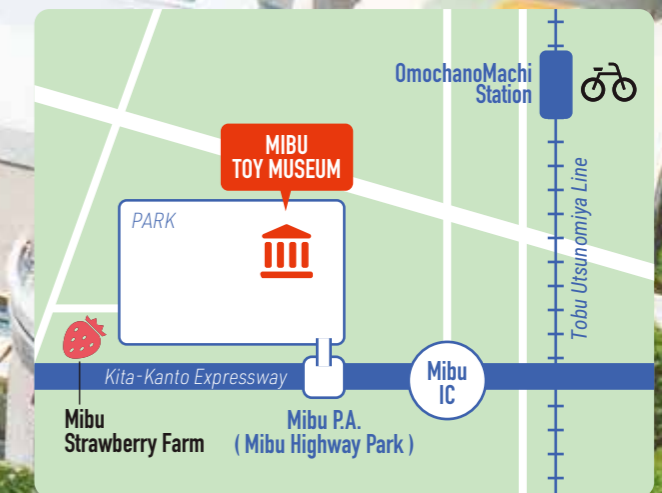 OmochanoMachi
Station
MIBU
TOY MUSEUM
PARK
Tobu Utsunomiya Line
Kita-Kanto Expressway
Mibu
IC
Mibu
Strawberry Farm
Mibu P.A.
( Mibu Highway Park )